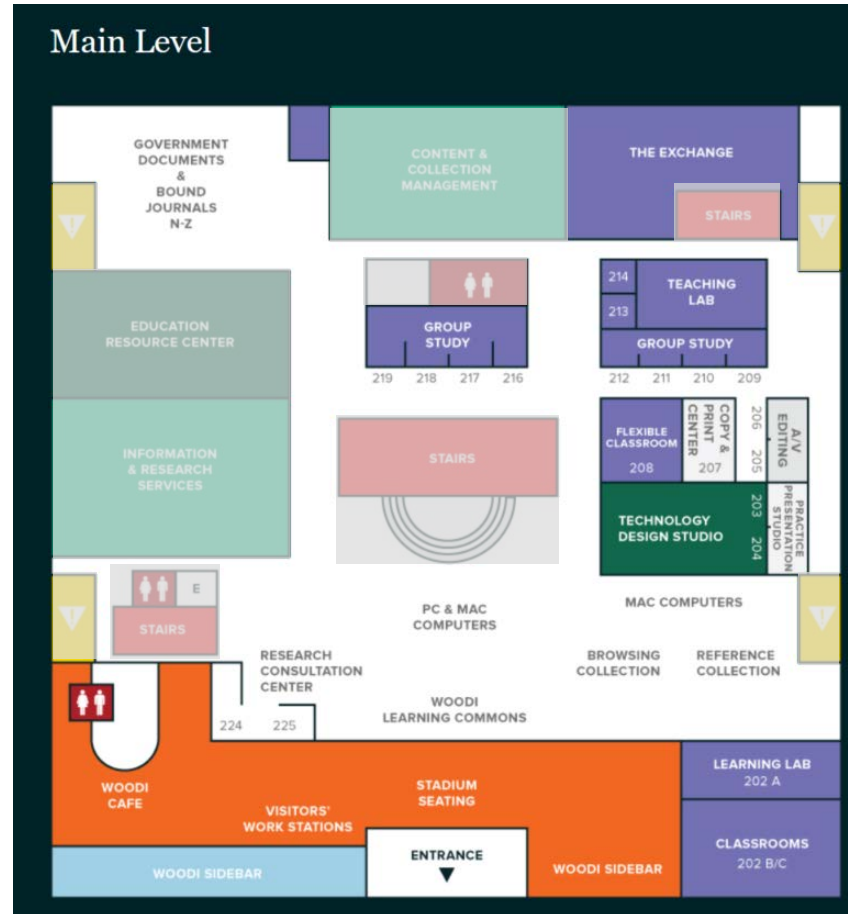 Main Level
GOVERNMENT
DOCUMENTS
&
BOUND
JOURNALS
N-Z
CONTENT &
COLLECTION
MANAGEMENT
THE EXCHANGE
STAIRS
EDUCATION
RESOURCE CENTER
GROUP
STUDY
219
218
217
216
214
213
TEACHING
LAB
GROUP STUDY
212
211
210
209
INFORMATION
& RESEARCH
SERVICES
STAIRS
FLEXIBLE
CLASSROOM
208
COPY &
PRINT
CENTER
207
206
205
A/V
EDITING
TECHNOLOGY
DESIGN STUDIO
203
204
PRACTICE
PRESENTATION
STUDIO
E
STAIRS
PC & MAC
COMPUTERS
MAC COMPUTERS
RESEARCH
CONSULTATION
CENTER
224
225
BROWSING
COLLECTION
REFERENCE
COLLECTION
WOODI
LEARNING COMMONS
WOODI
CAFE
VISITORS'
WORK STATIONS
STADIUM
SEATING
LEARNING LAB
202 A
CLASSROOMS
202 B/C
WOODI SIDEBAR
ENTRANCE
WOODI SIDEBAR